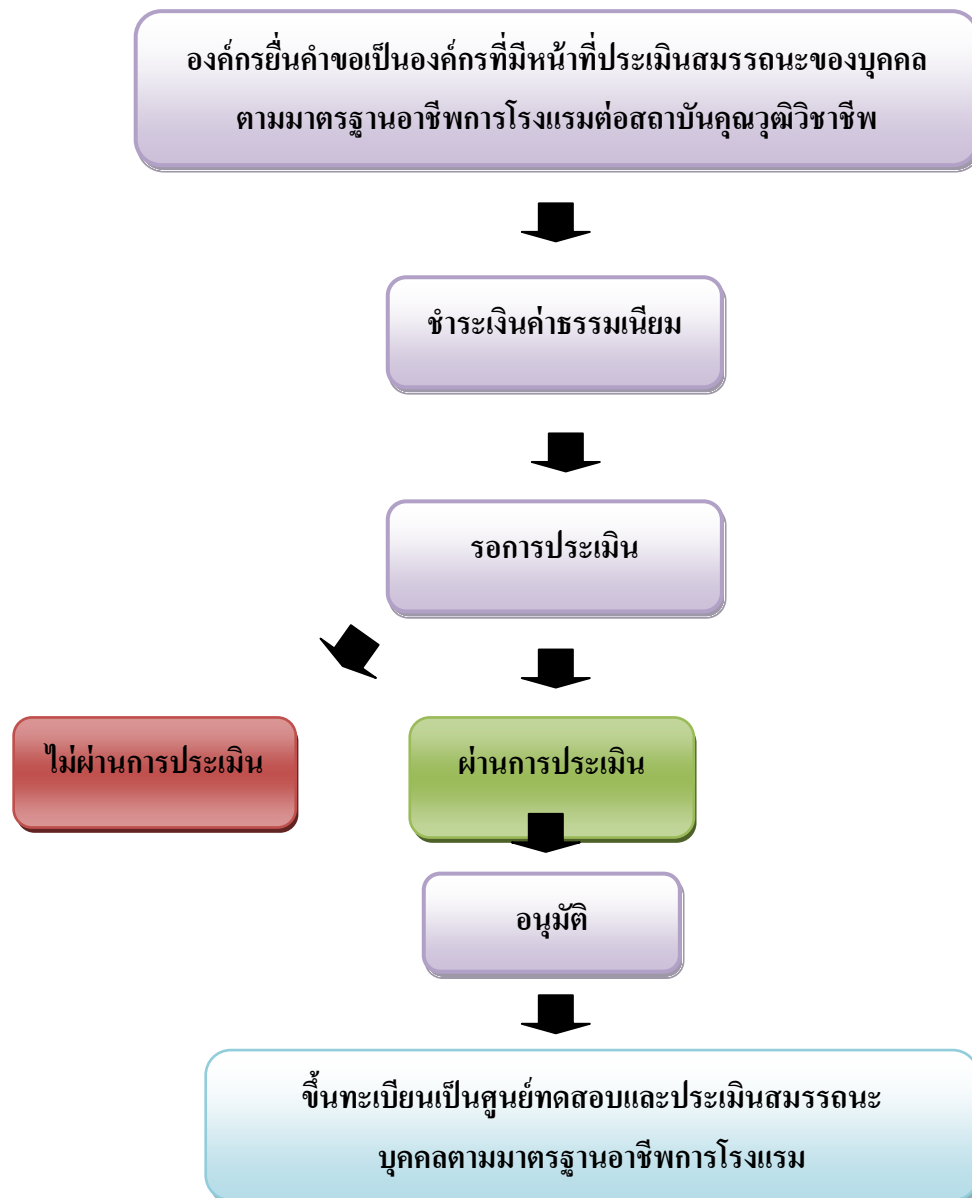 องค์กรยื่นคำขอเป็นองค์กรที่มีหน้าที่ประเมินสมรรถนะของบุคคล
ตามมาตรฐานอาชีพการโรงแรมต่อสถาบันคุณวุฒิวิชาชีพ
ชำระเงินค่าธรรมเนียม
รอการประเมิน
ไม่ผ่านการประเมิน
ผ่านการประเมิน
อนุมัติ
ขึ้นทะเบียนเป็นศูนย์ทดสอบและประเมินสมรรถนะ
บุคคลตามมาตรฐานอาชีพการโรงแรม